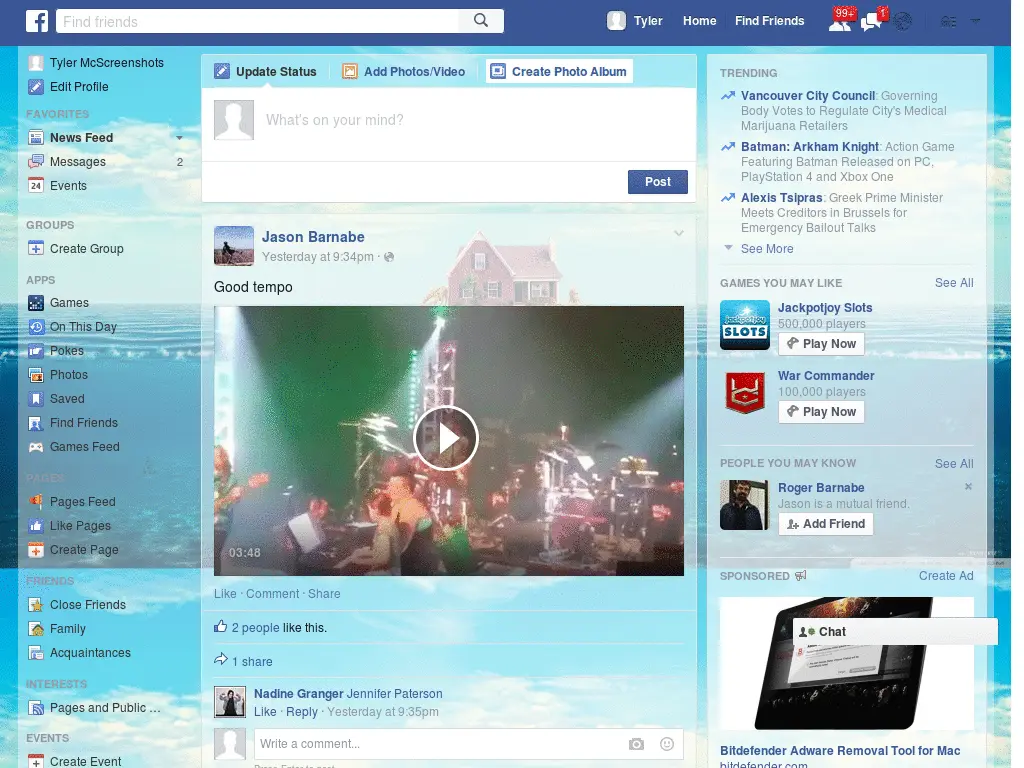 Find friends
Tyler
Home
Find Friends
99+
1
Tyler McScreenshots
Edit Profile
FAVORITES
News Feed
Messages
2
24
Events
GROUPS
Create Group
APPS
Games
On This Day
Pokes
Photos
Saved
Find Friends
Games Feed
PAGES
Pages Feed
Like Pages
Create Page
FRIENDS
Close Friends
Family
Acquaintances
INTERESTS
Pages and Public ...
EVENTS
Create Event
Update Status
Add Photos/Video
Create Photo Album
What's on your mind?
Post
Jason Barnabe
Yesterday at 9:34pm ·
Good tempo
03:48
Like · Comment · Share
2 people like this.
1 share
Nadine Granger Jennifer Paterson
Like · Reply · Yesterday at 9:35pm
Write a comment...
Press Enter to post.
TRENDING
Vancouver City Council: Governing
Body Votes to Regulate City's Medical
Marijuana Retailers
Batman: Arkham Knight: Action Game
Featuring Batman Released on PC,
PlayStation 4 and Xbox One
Alexis Tsipras: Greek Prime Minister
Meets Creditors in Brussels for
Emergency Bailout Talks
See More
GAMES YOU MAY LIKE
See All
jackpotjoy
SLOTS
Jackpotjoy Slots
500,000 players
Play Now
War Commander
100,000 players
Play Now
PEOPLE YOU MAY KNOW
See All
Roger Barnabe
Jason is a mutual friend.
Add Friend
SPONSORED
Create Ad
Chat
Bitdefender Adware Removal Tool for Mac
bitdefender.com